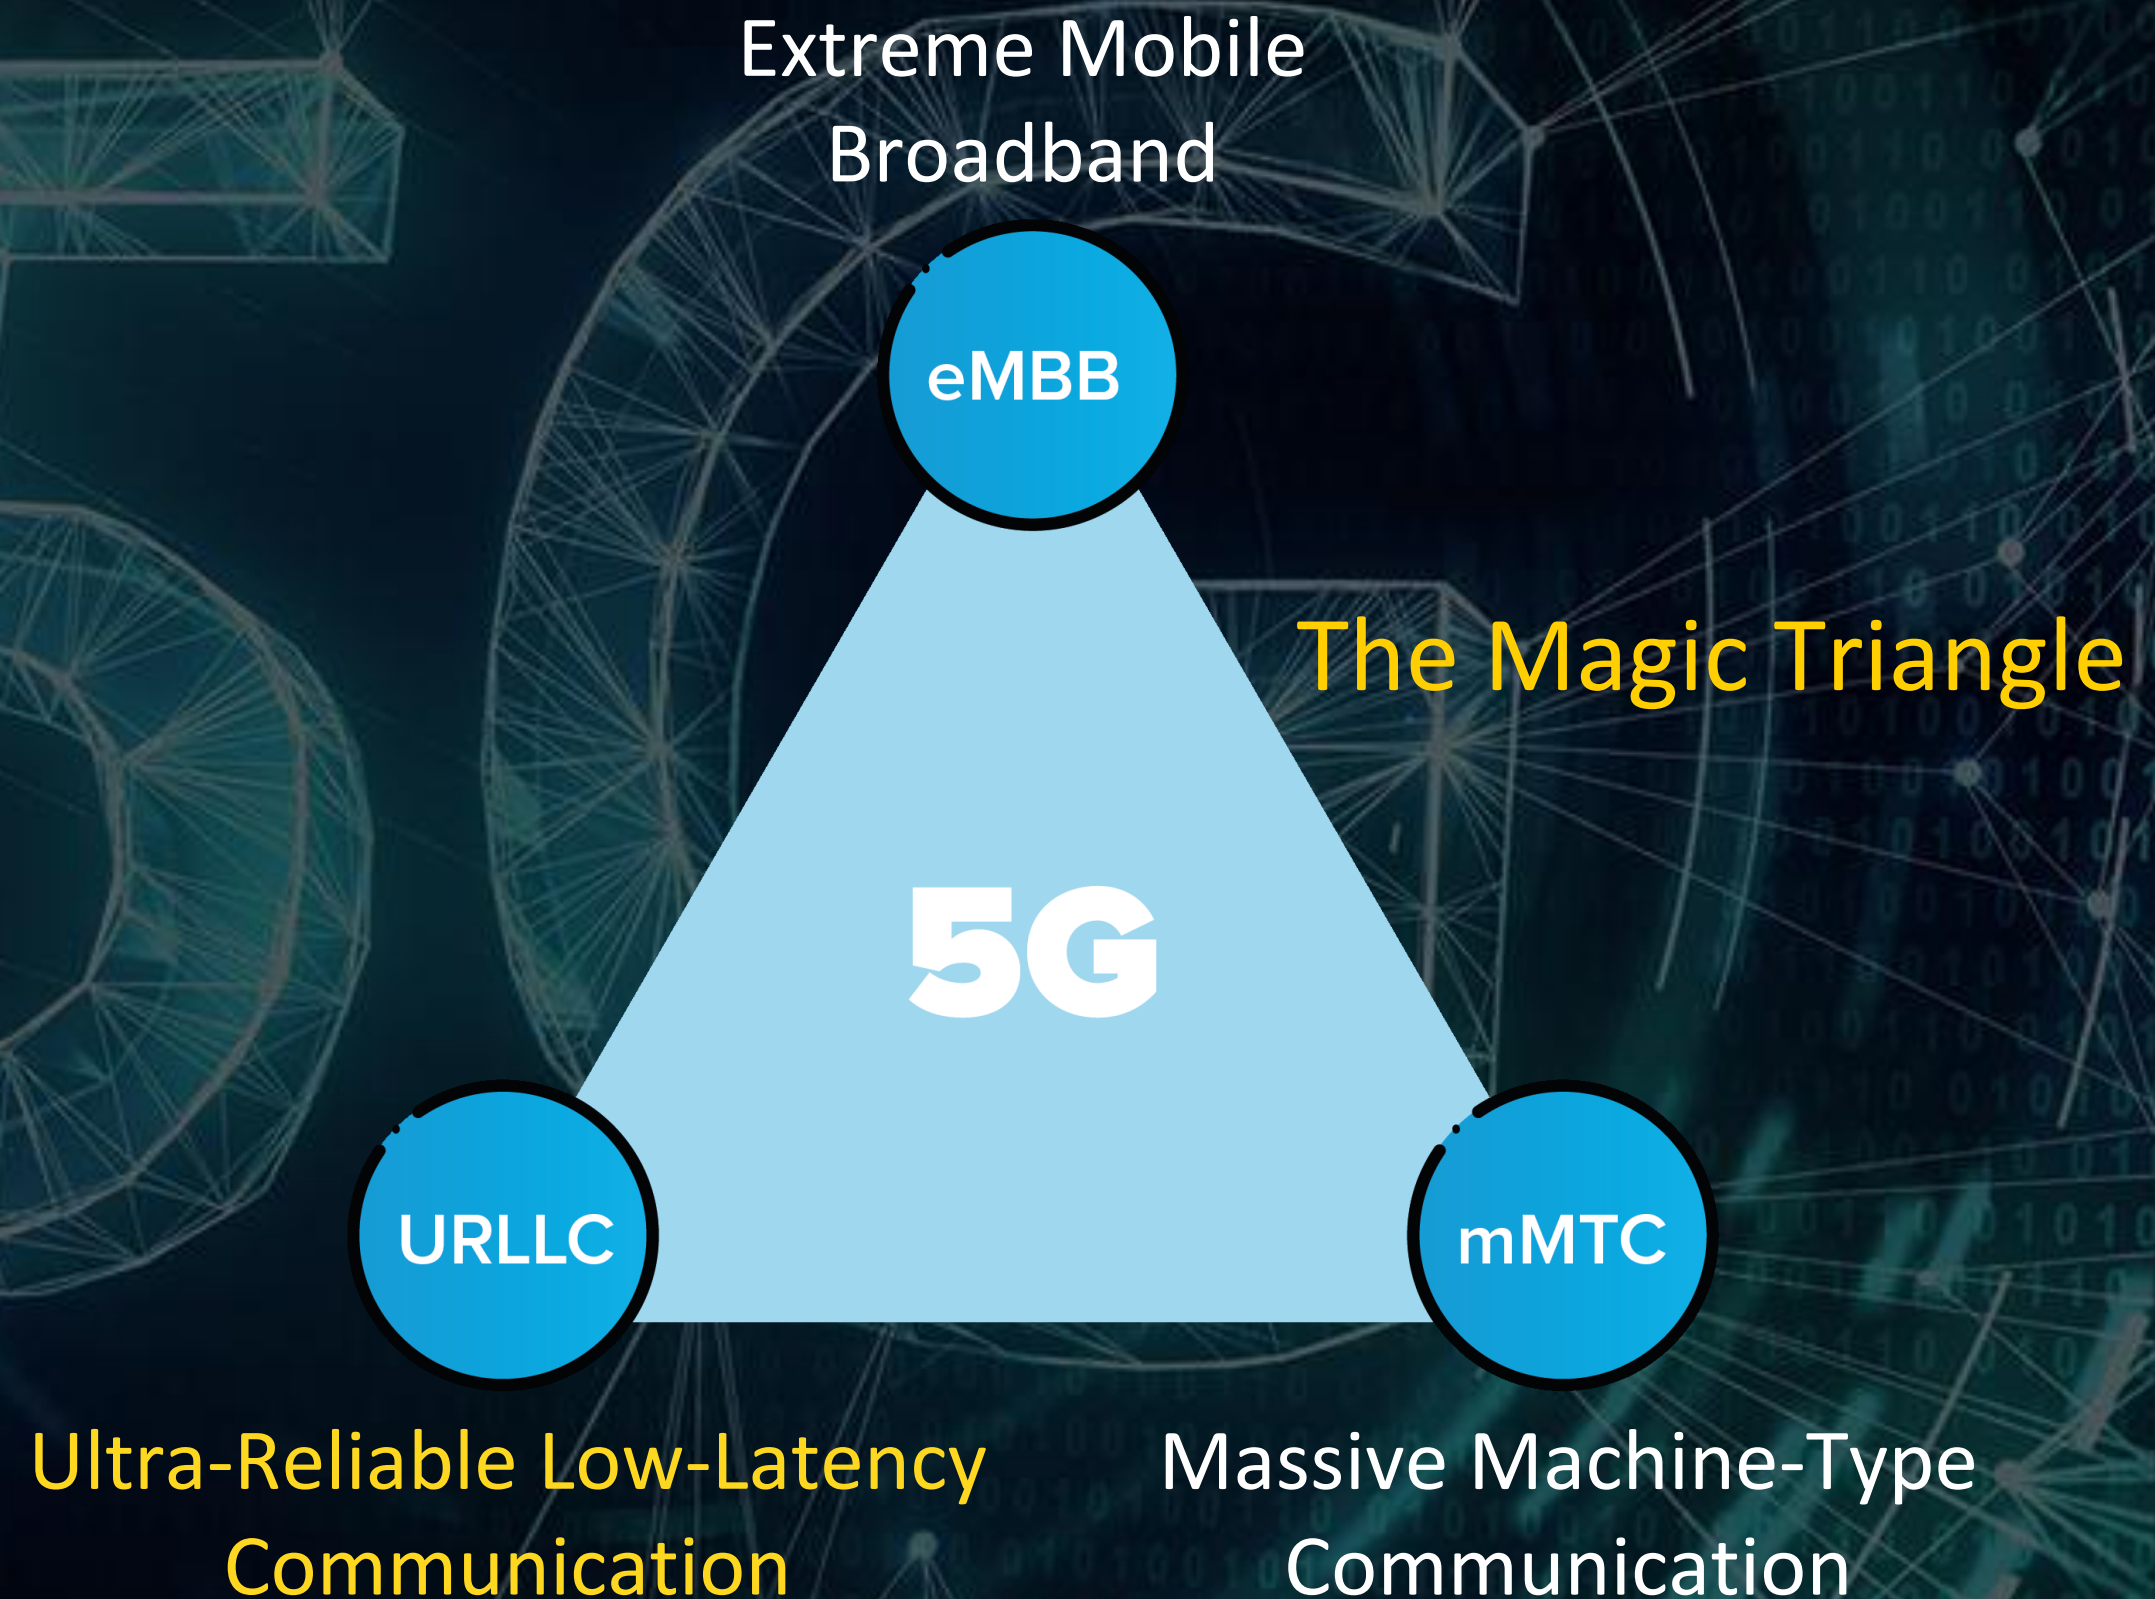 Extreme Mobile
Broadband
eMBB
The Magic Triangle
5G
URLLC
mMTC
Ultra-Reliable Low-Latency
Communication
Massive Machine-Type
Communication